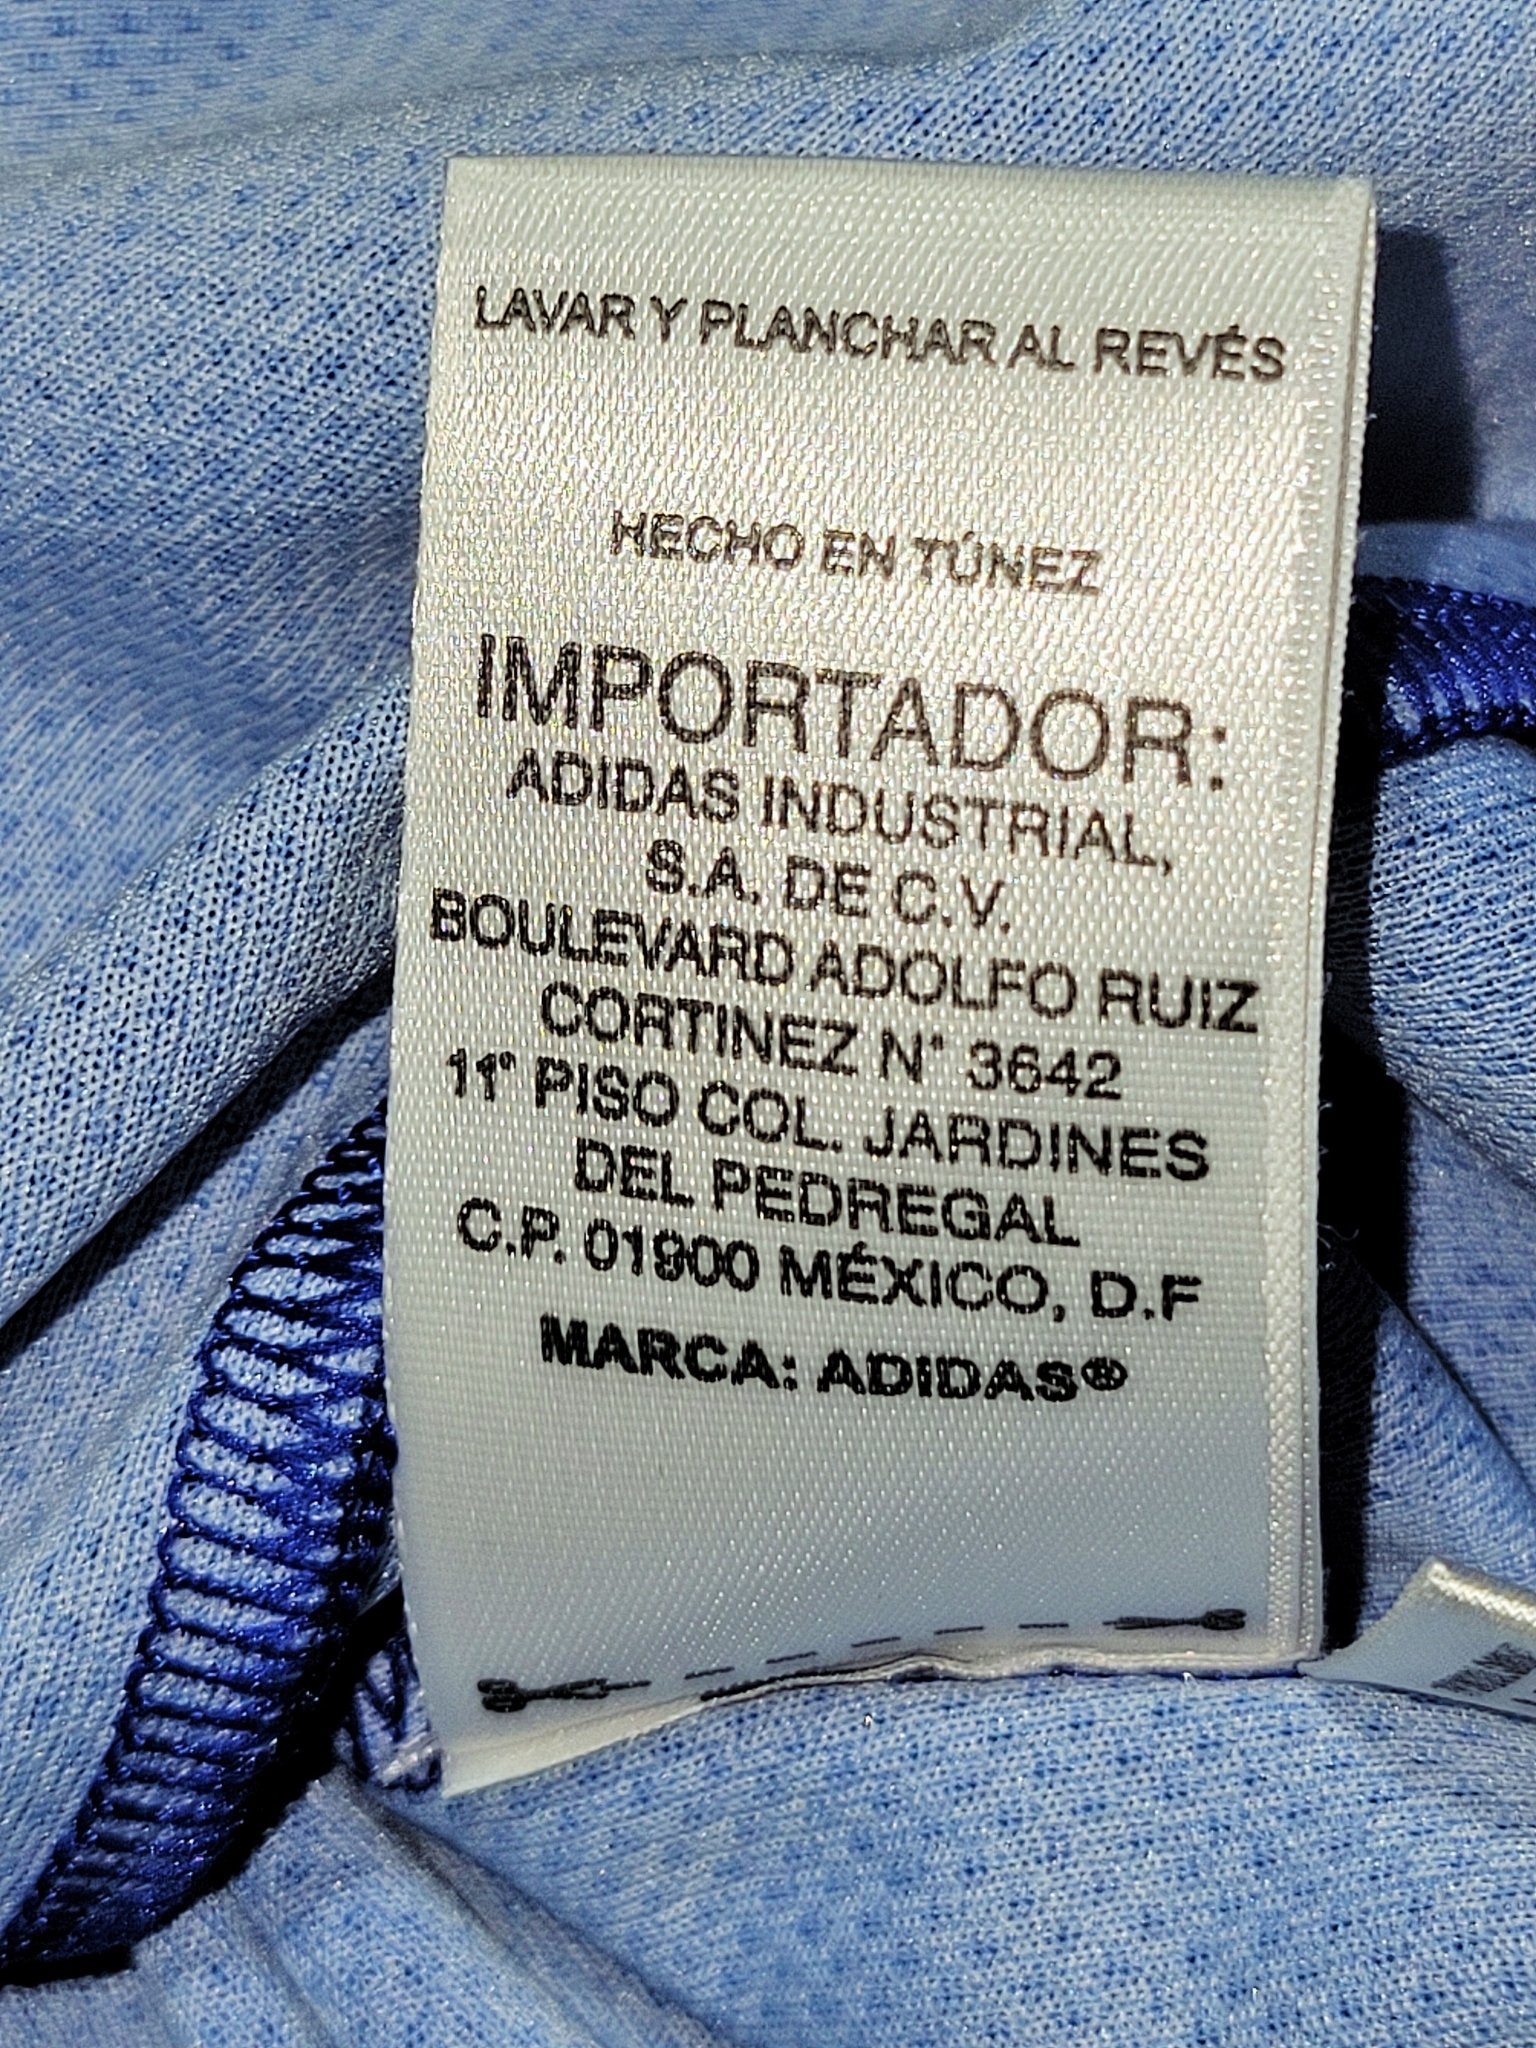 LAVAR Y PLANCHAR AL REVÉS
HECHO EN TÚNEZ
IMPORTADOR:
ADIDAS INDUSTRIAL,
S.A. DE C.V.
BOULEVARD ADOLFO RUIZ
CORTINEZ N° 3642
11° PISO COL. JARDINES
DEL PEDREGAL
C.P. 01900 MÉXICO, D.F
MARCA: ADIDAS®